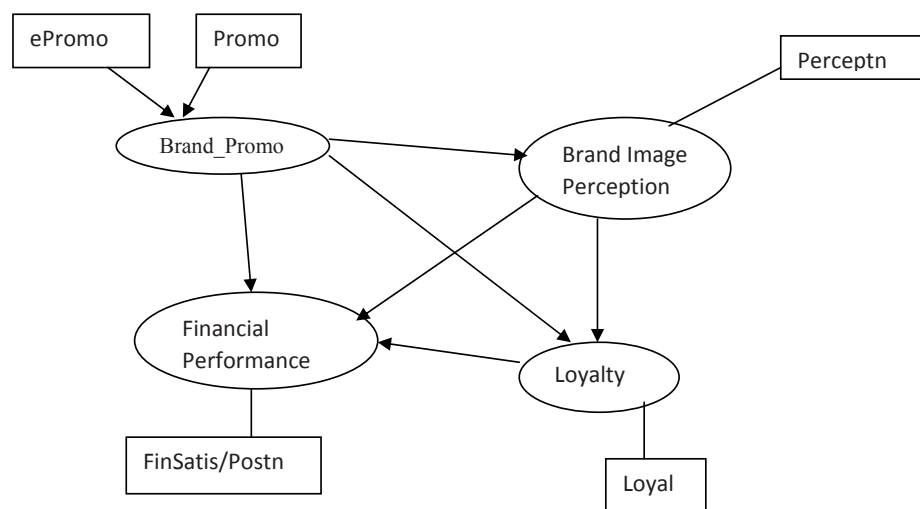 ePromo
Promo
Perceptn
Brand_Promo
Brand Image
Perception
Financial
Performance
Loyalty
FinSatis/Postn
Loyal